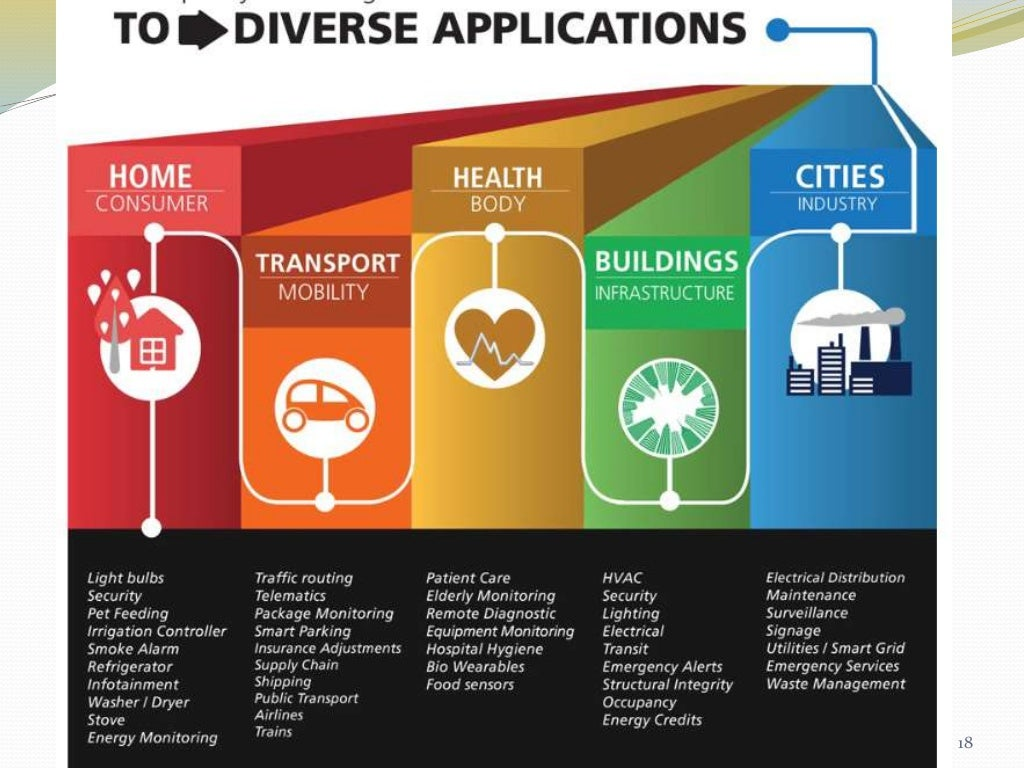 TO DIVERSE APPLICATIONS
HOME
CONSUMER
TRANSPORT
MOBILITY
HEALTH
BODY
BUILDINGS
INFRASTRUCTURE
CITIES
INDUSTRY
Light bulbs
Security
Pet Feeding
Irrigation Controller
Smoke Alarm
Refrigerator
Infotainment
Washer / Dryer
Stove
Energy Monitoring
Traffic routing
Telematics
Package Monitoring
Smart Parking
Insurance Adjustments
Supply Chain
Shipping
Public Transport
Airlines
Trains
Patient Care
Elderly Monitoring
Remote Diagnostic
Equipment Monitoring
Hospital Hygiene
Bio Wearables
Food sensors
HVAC
Security
Lighting
Electrical
Transit
Emergency Alerts
Structural Integrity
Occupancy
Energy Credits
Electrical Distribution
Maintenance
Surveillance
Signage
Utilities / Smart Grid
Emergency Services
Waste Management
18